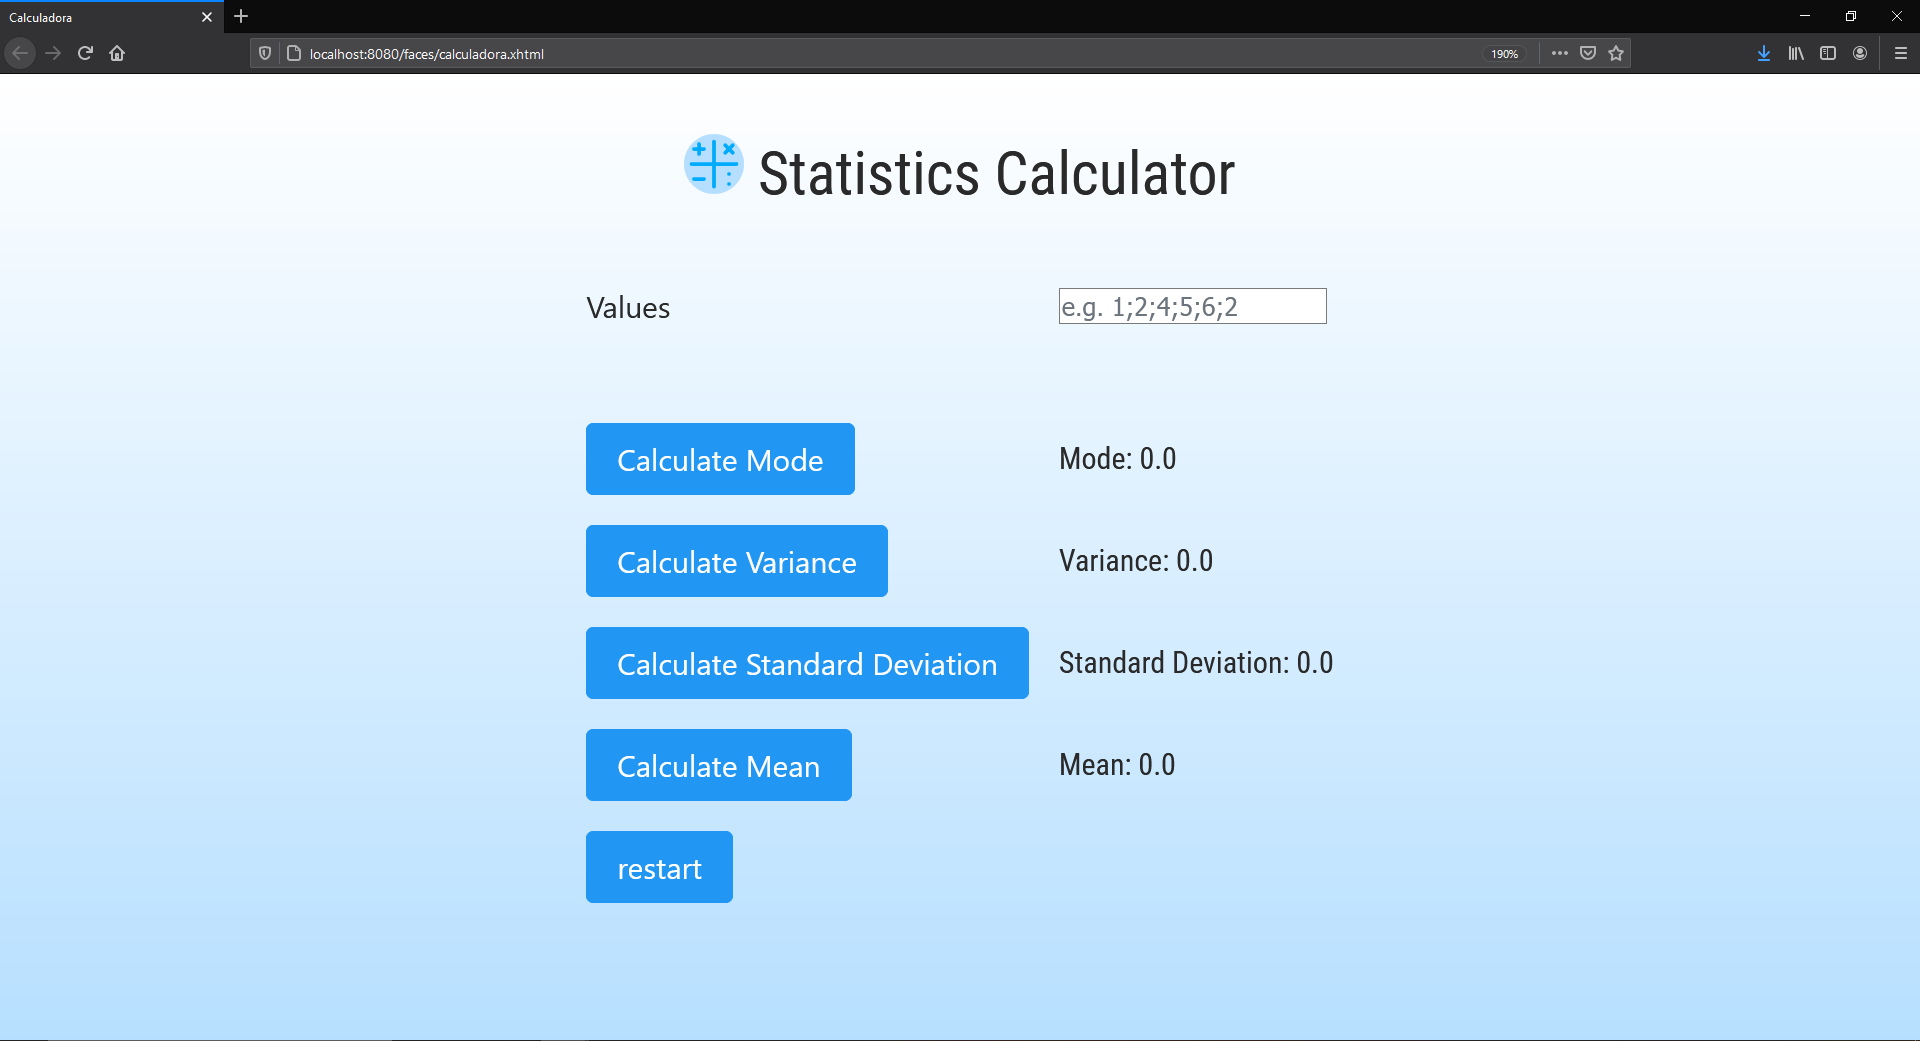 Calculadora
localhost:8080/faces/calculadora.xhtml
190%
Statistics Calculator
Values
e.g. 1;2;4;5;6;2
Calculate Mode
Mode: 0.0
Calculate Variance
Variance: 0.0
Calculate Standard Deviation
Standard Deviation: 0.0
Calculate Mean
Mean: 0.0
restart